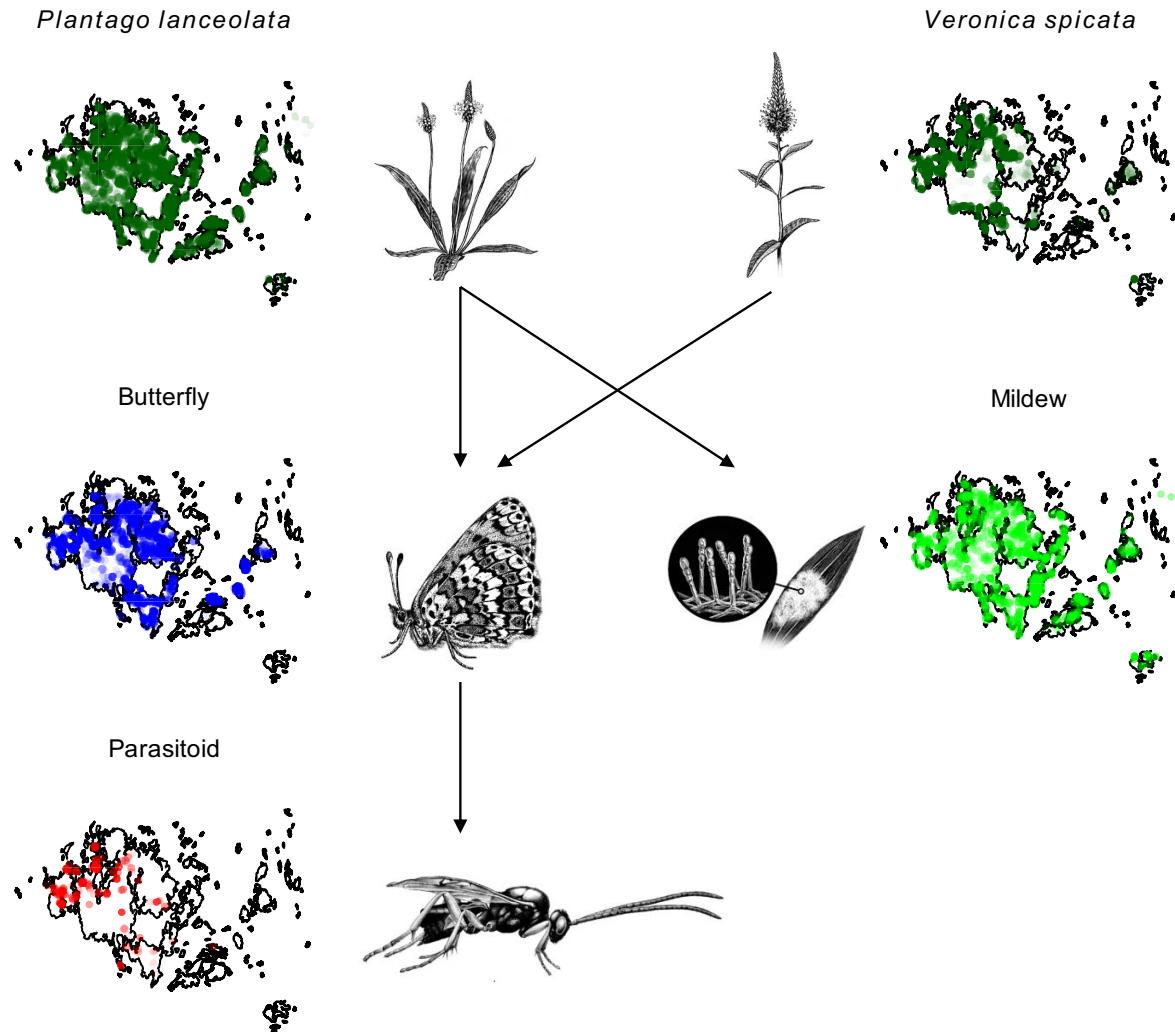 Plantago lanceolata
Veronica spicata
Butterfly
Mildew
Parasitoid